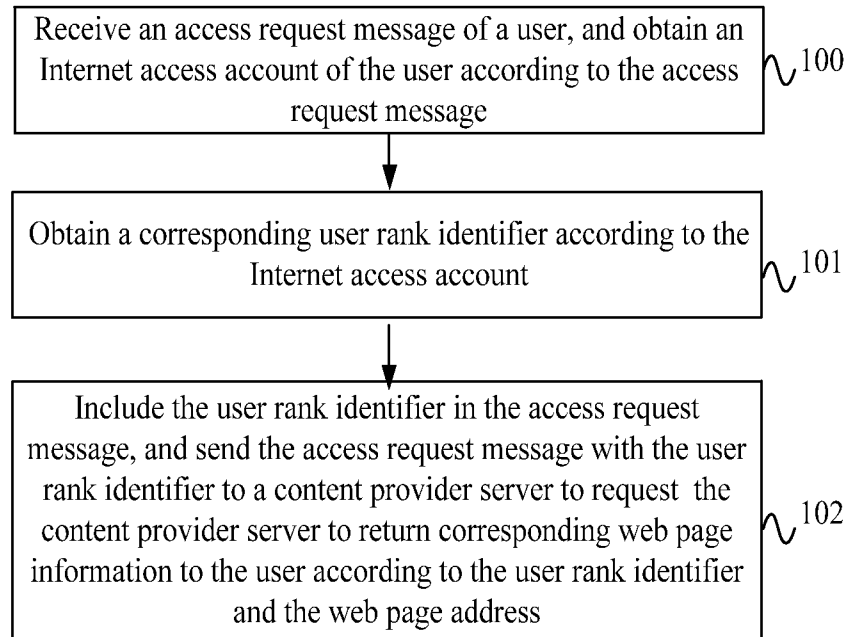 Receive an access request message of a user, and obtain an
Internet access account of the user according to the access
request message
100
Obtain a corresponding user rank identifier according to the
Internet access account
101
Include the user rank identifier in the access request
message, and send the access request message with the user
rank identifier to a content provider server to request the
content provider server to return corresponding web page
information to the user according to the user rank identifier
and the web page address
102